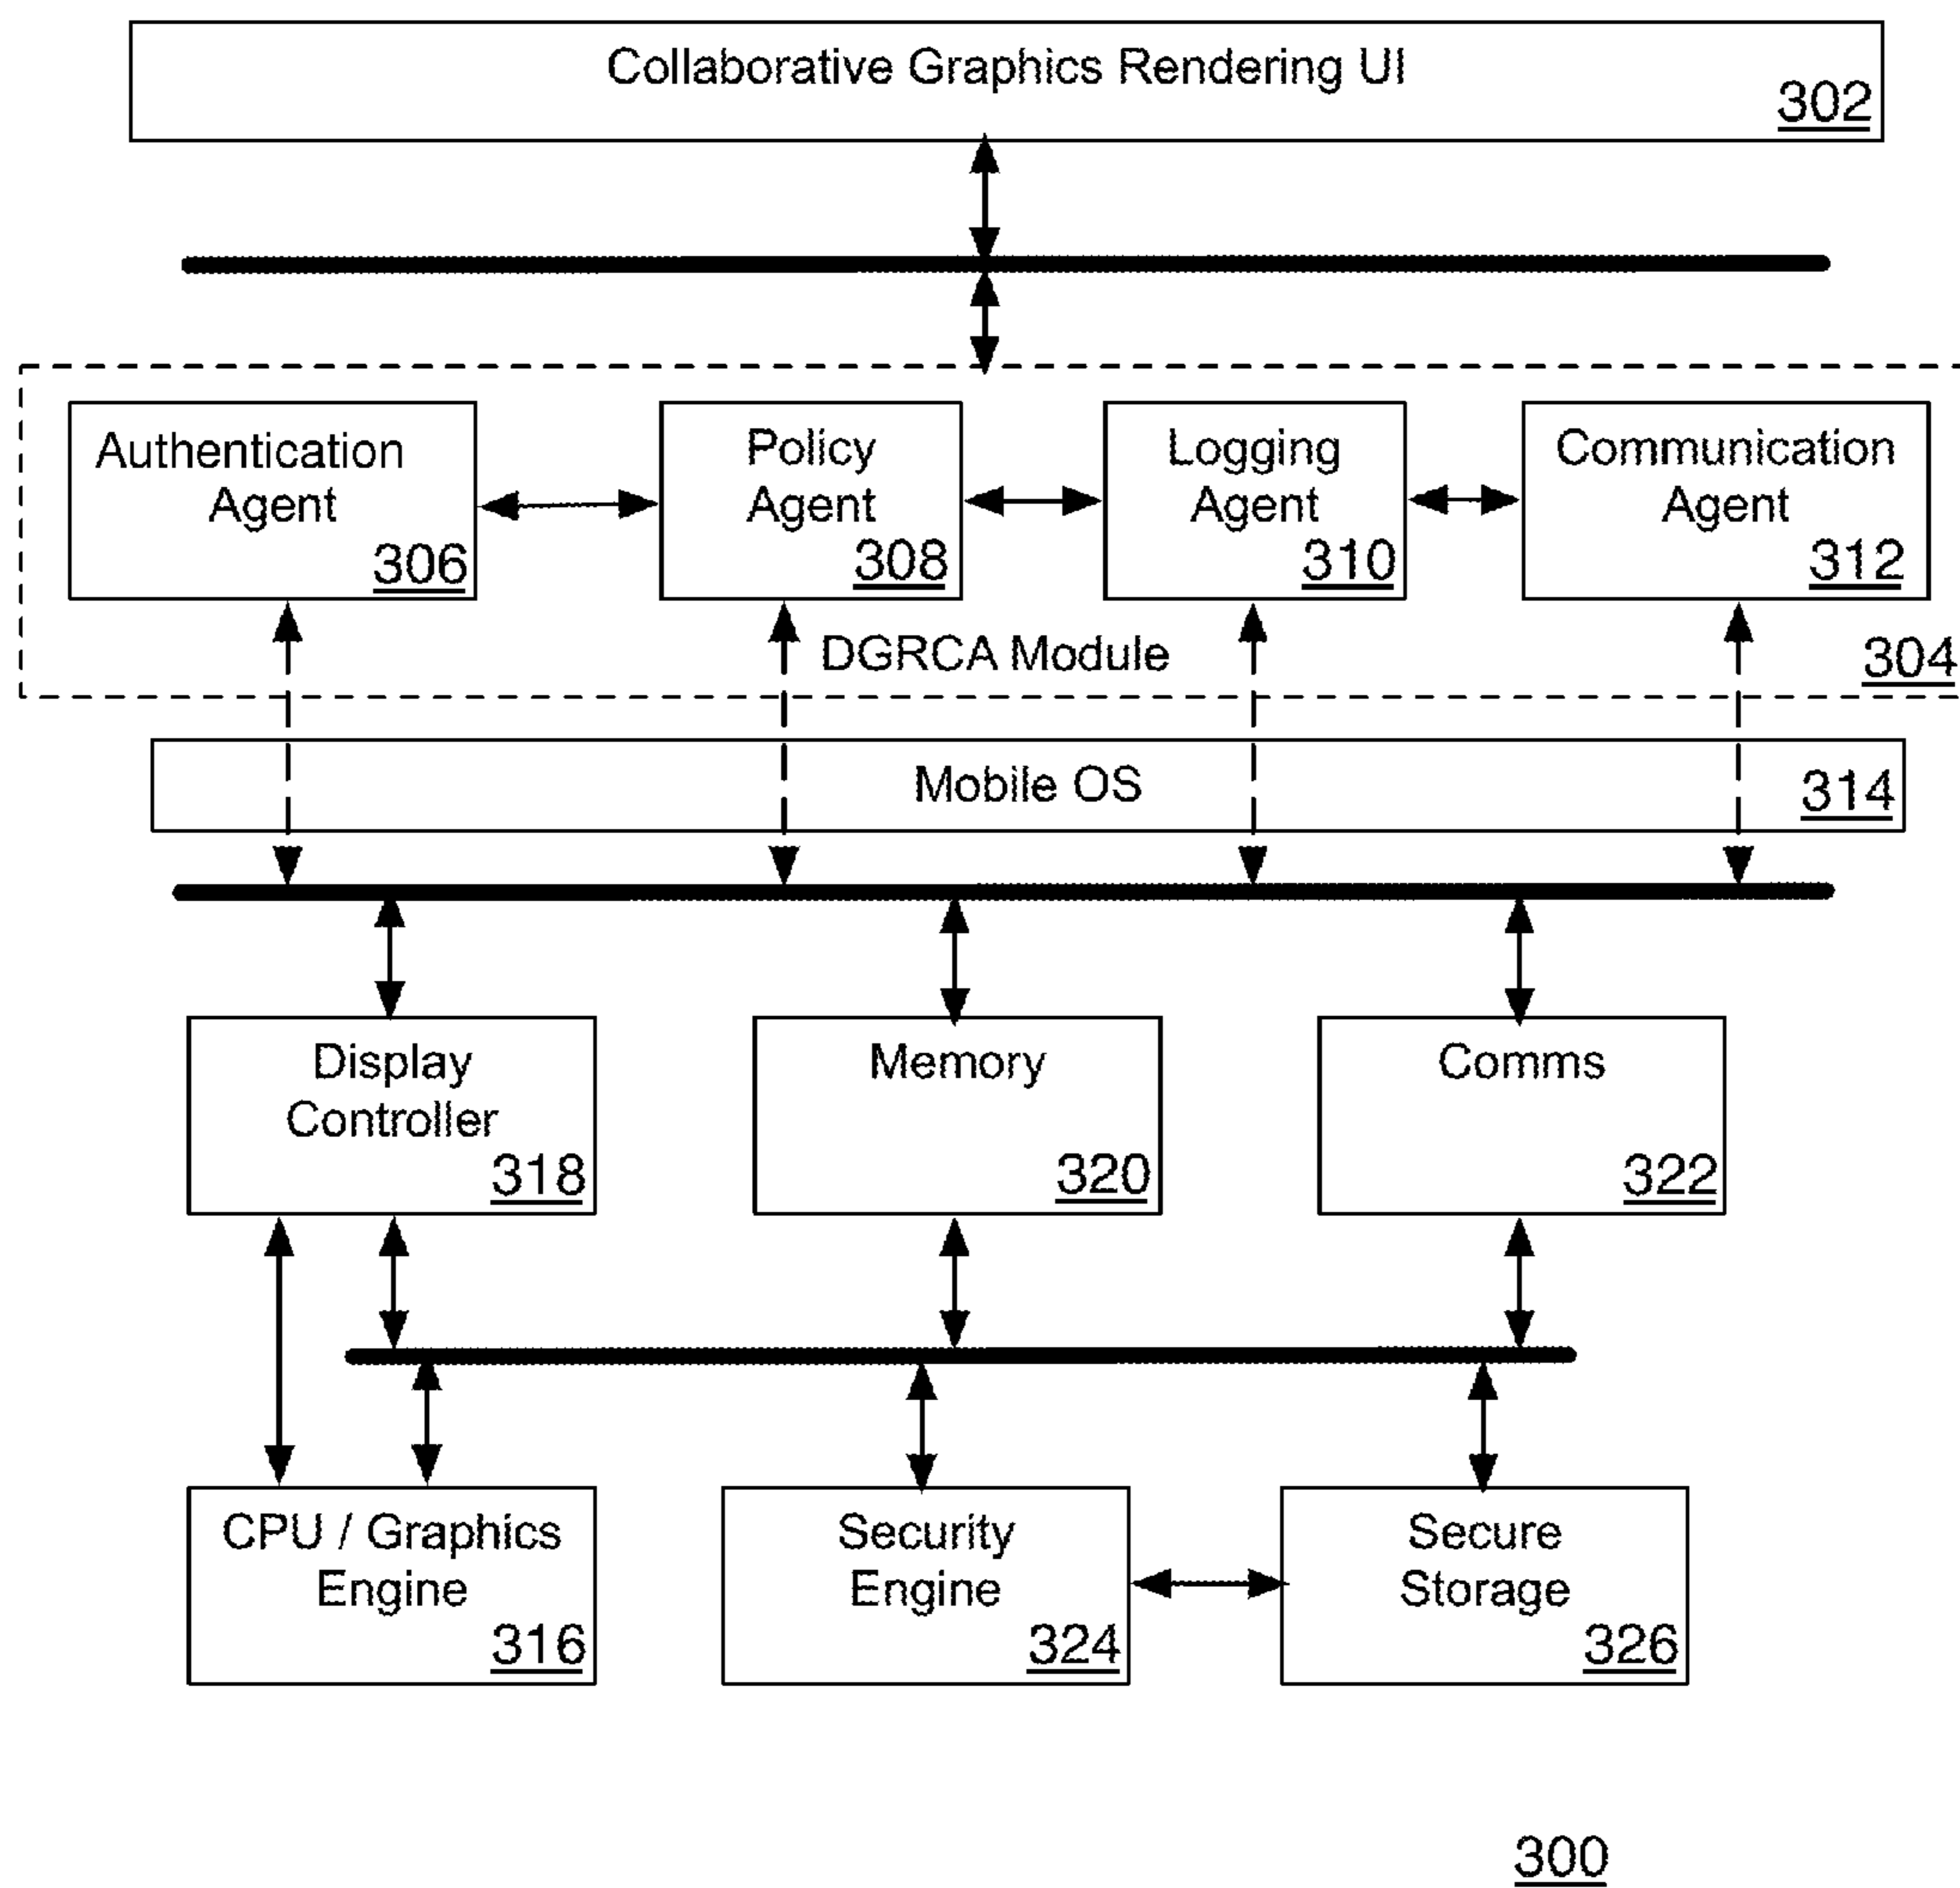 Collaborative Graphics Rendering UI
302
Authentication
Agent
306
Policy
Agent
308
Logging
Agent
310
Communication
Agent
312
DGRCA Module
304
Mobile OS
314
Display
Controller
318
Memory
320
Comms
322
CPU / Graphics
Engine
316
Security
Engine
324
Secure
Storage
326
300